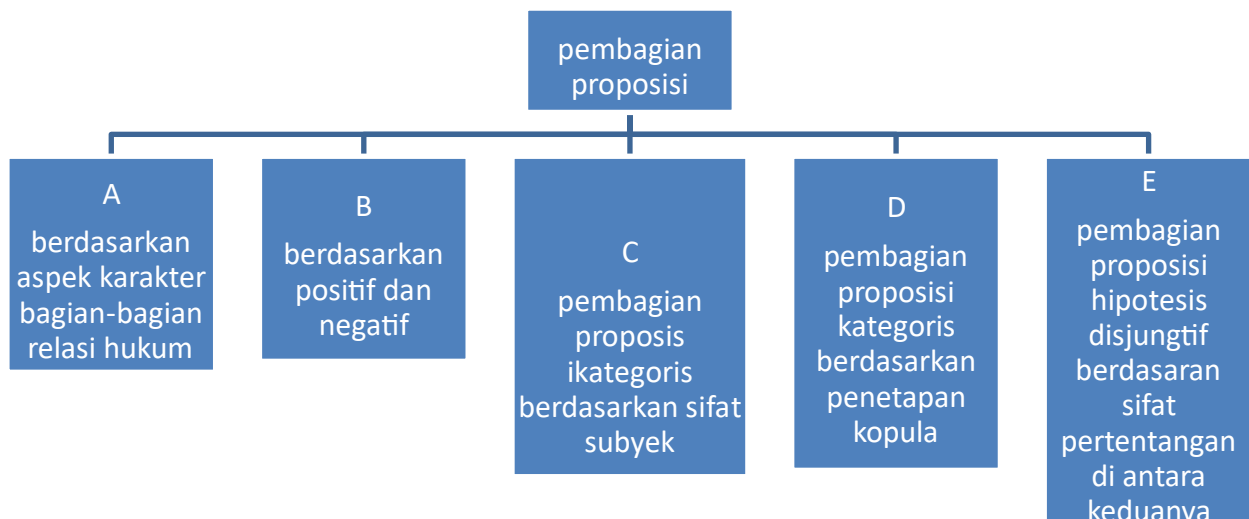 pembagian
proposisi
A
berdasarkan
aspek karakter
bagian-bagian
relasi hukum
B
berdasarkan
positif dan
negatif
C
pembagian
proposis
ikategoris
berdasarkan sifat
subyek
D
pembagian
proposisi
kategoris
berdasarkan
penetapan
kopula
E
pembagian
proposisi
hipotesis
disjungtif
berdasaran
sifat
pertentangan
di antara
keduanya